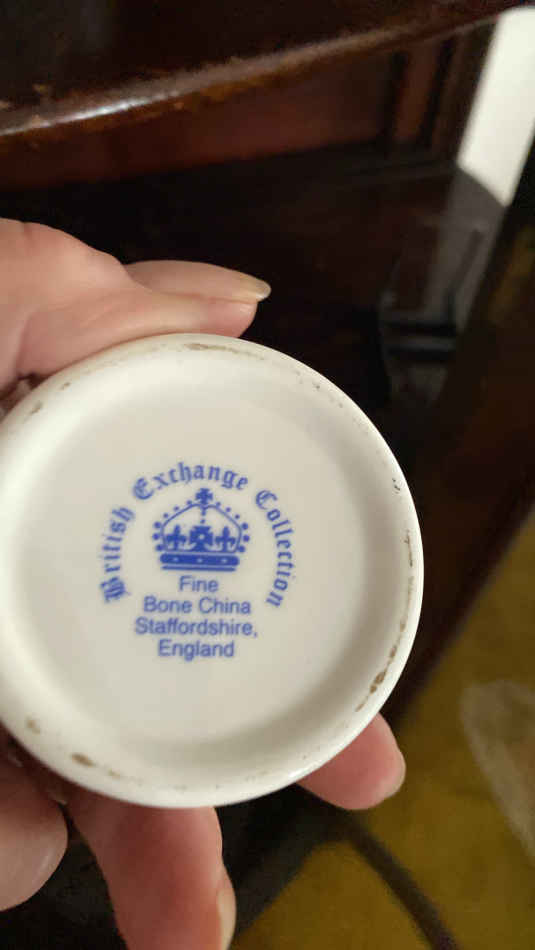 British Exchange Collection
Fine
Bone China
Staffordshire,
England